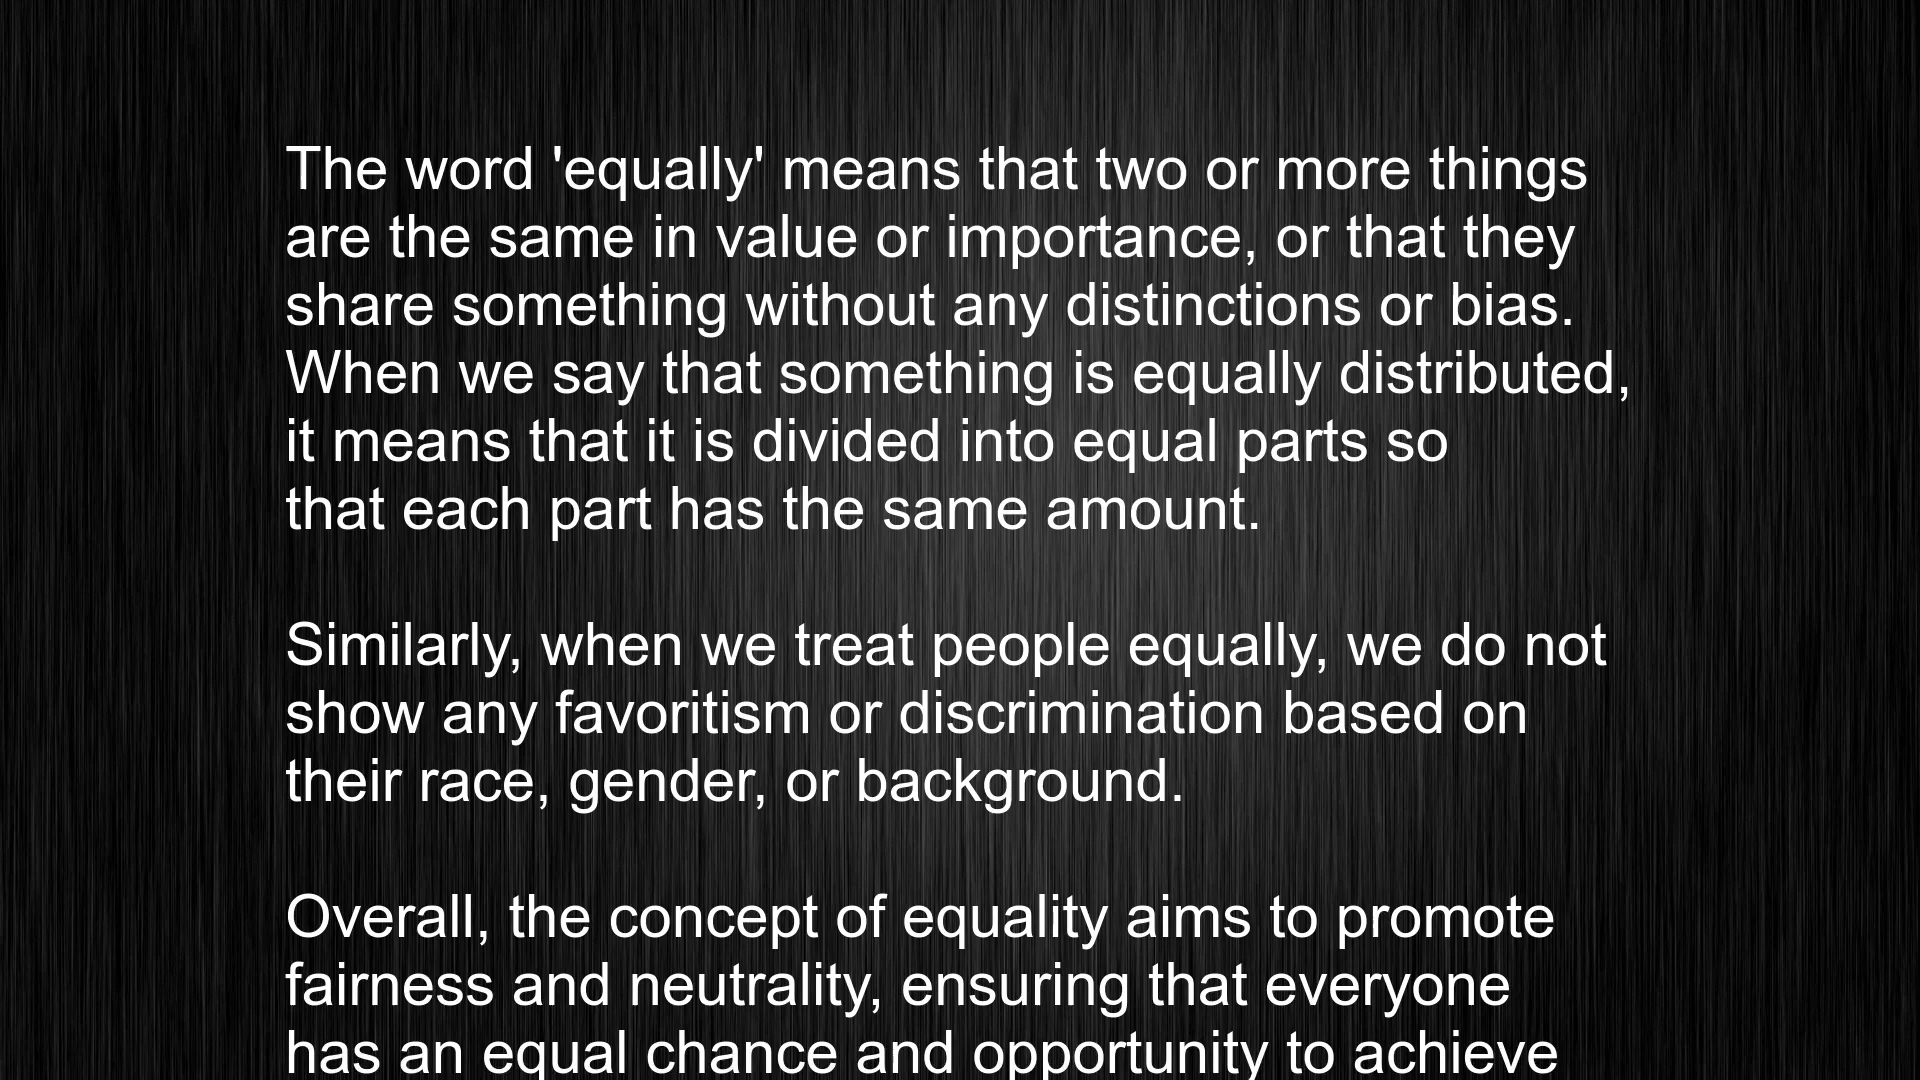 The word 'equally' means that two or more things
are the same in value or importance, or that they
share something without any distinctions or bias.
When we say that something is equally distributed,
it means that it is divided into equal parts so
that each part has the same amount.
Similarly, when we treat people equally, we do not
show any favoritism or discrimination based on
their race, gender, or background.
Overall, the concept of equality aims to promote
fairness and neutrality, ensuring that everyone
has an equal chance and opportunity to achieve